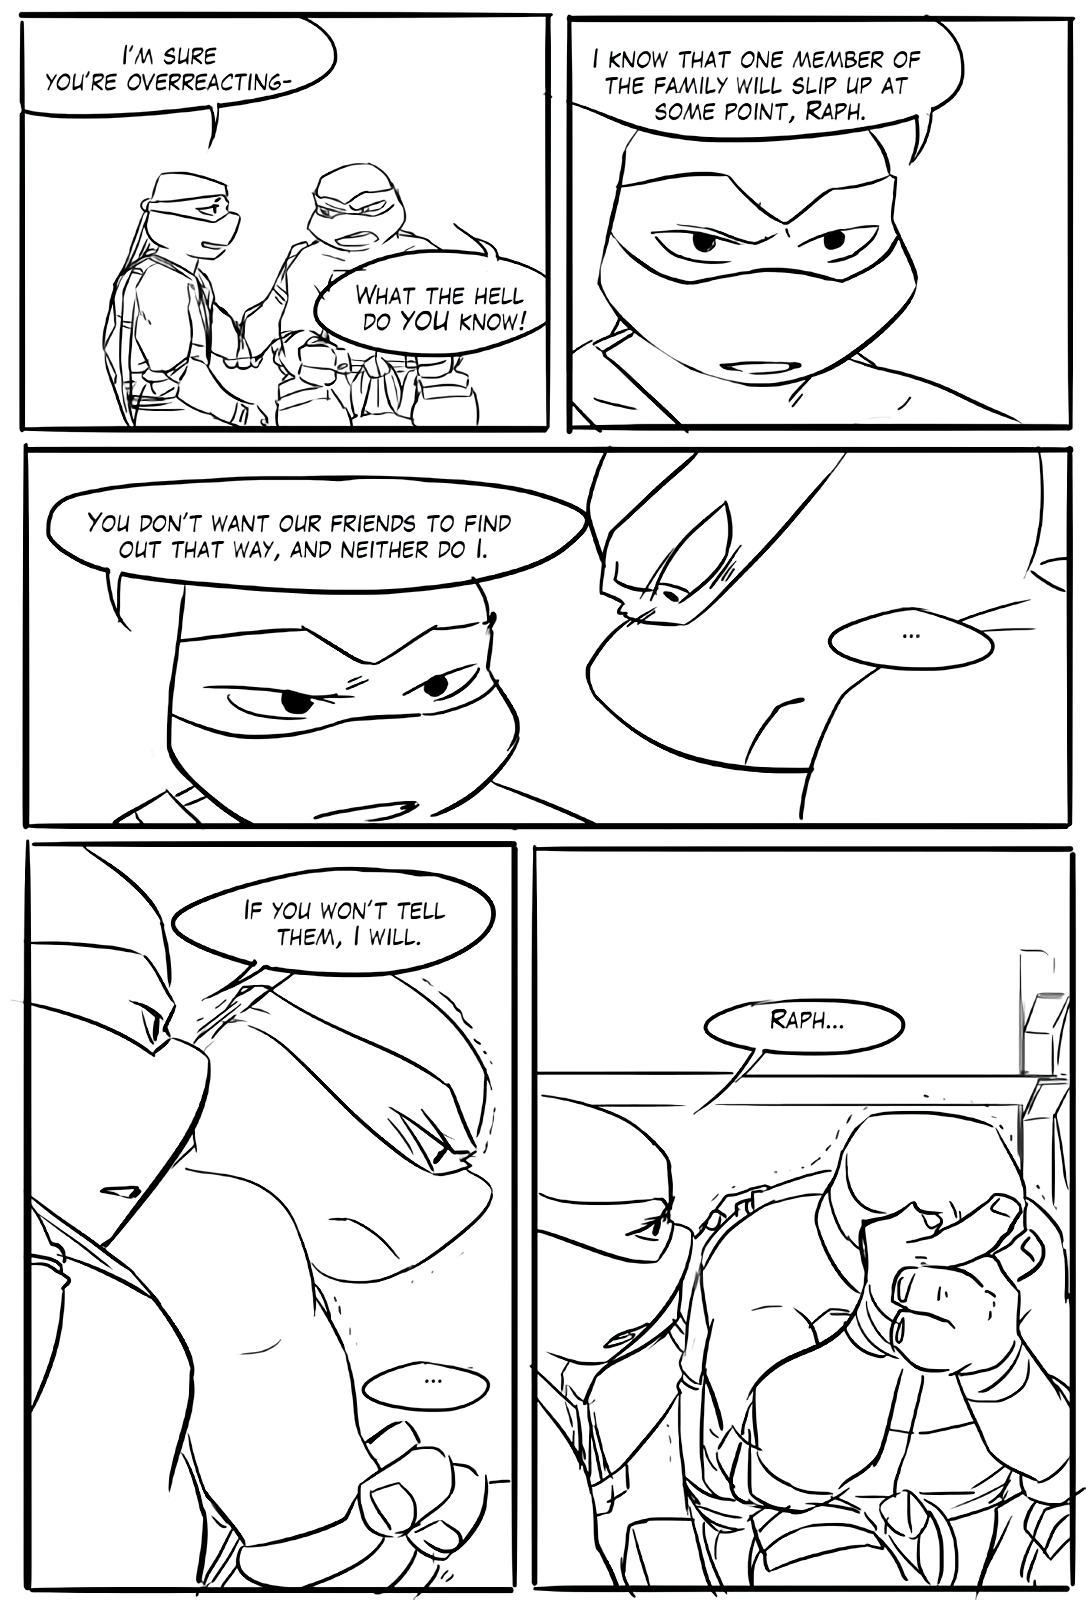 I'm sure
you're overreacting-
What the hell
do YOU know!
I know that one member of
the family will slip up at
some point, Raph.
You don't want our friends to find
out that way, and neither do I.
...
If you won't tell
them, I will.
...
Raph...